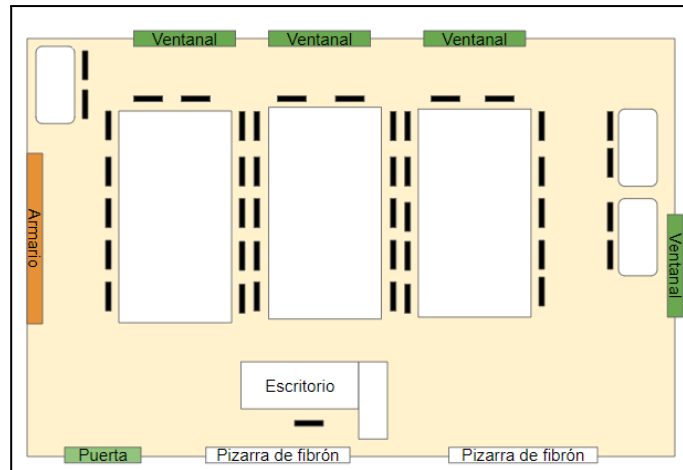 Ventanal
Ventanal
Ventanal
Armario
Ventanal
Escritorio
Puerta
Pizarra de fibrón
Pizarra de fibrón